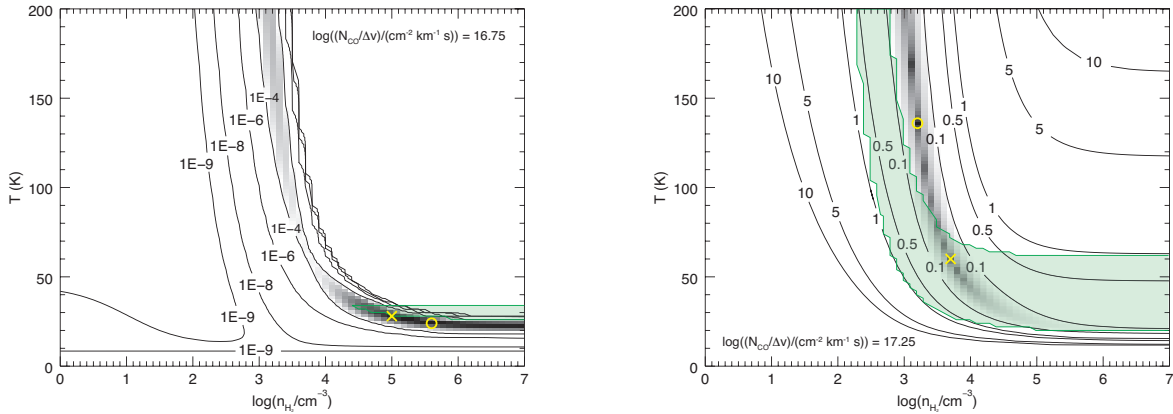 log((N_CO/Δv)/(cm⁻² km⁻¹ s)) = 16.75
200
150
100
50
0
T (K)
1E−4
1E−6
1E−8
1E−9
1E−4
1E−6
1E−8
1E−9
1E−9
0 1 2 3 4 5 6 7
log(n_H₂/cm⁻³)
200
150
100
50
0
T (K)
10
5
1
0.5
0.1
0.1
0.5
1
5
10
10
5
1
0.5
0.1
0.1
0.5
1
5
log((N_CO/Δv)/(cm⁻² km⁻¹ s)) = 17.25
0 1 2 3 4 5 6 7
log(n_H₂/cm⁻³)